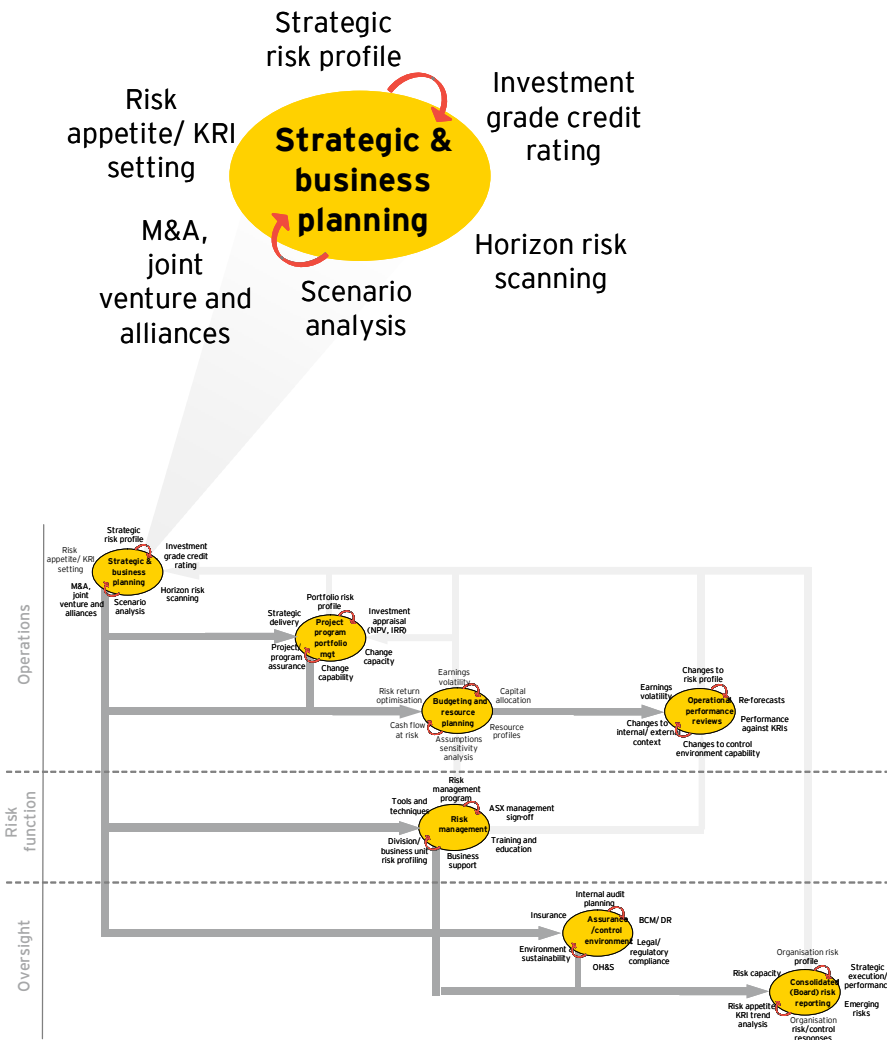 Strategic
risk profile
Investment
grade credit
rating
Risk
appetite/ KRI
setting
Strategic &
business
planning
M&A,
joint
venture and
alliances
Horizon risk
scanning
Scenario
analysis
Operations
Strategic
risk profile
Risk
appetite/ KRI
setting
Investment
grade credit
rating
Strategic &
business
planning
M&A,
joint
venture and
alliances
Scenario
analysis
Horizon risk
scanning
Portfolio risk
profile
Strategic
delivery
Investment
appraisal
(NPV, IRR)
Project
program
portfolio
mgt
Project/
program
assurance
Change
capability
Change
capacity
Earnings
volatility
Risk return
optimisation
Capital
allocation
Budgeting and
resource
planning
Cash flow
at risk
Assumptions
sensitivity
analysis
Resource
profiles
Changes to
risk profile
Earnings
volatility
Re-forecasts
Operational
performance
reviews
Changes to
internal/ external
context
Performance
against KRIs
Changes to control
environment capability
Risk
function
Risk
management
program
Tools and
techniques
ASX management
sign-off
Risk
management
Division/
business unit
risk profiling
Business
support
Training and
education
Oversight
Internal audit
planning
Insurance
BCM/ DR
Assurance
/control
environment
Environment &
sustainability
OH&S
Legal/
regulatory
compliance
Organisation risk
profile
Risk capacity
Strategic
execution/
performance
Consolidated
(Board) risk
reporting
Risk appetite/
KRI trend
analysis
Organisation
risk/control
responses
Emerging
risks